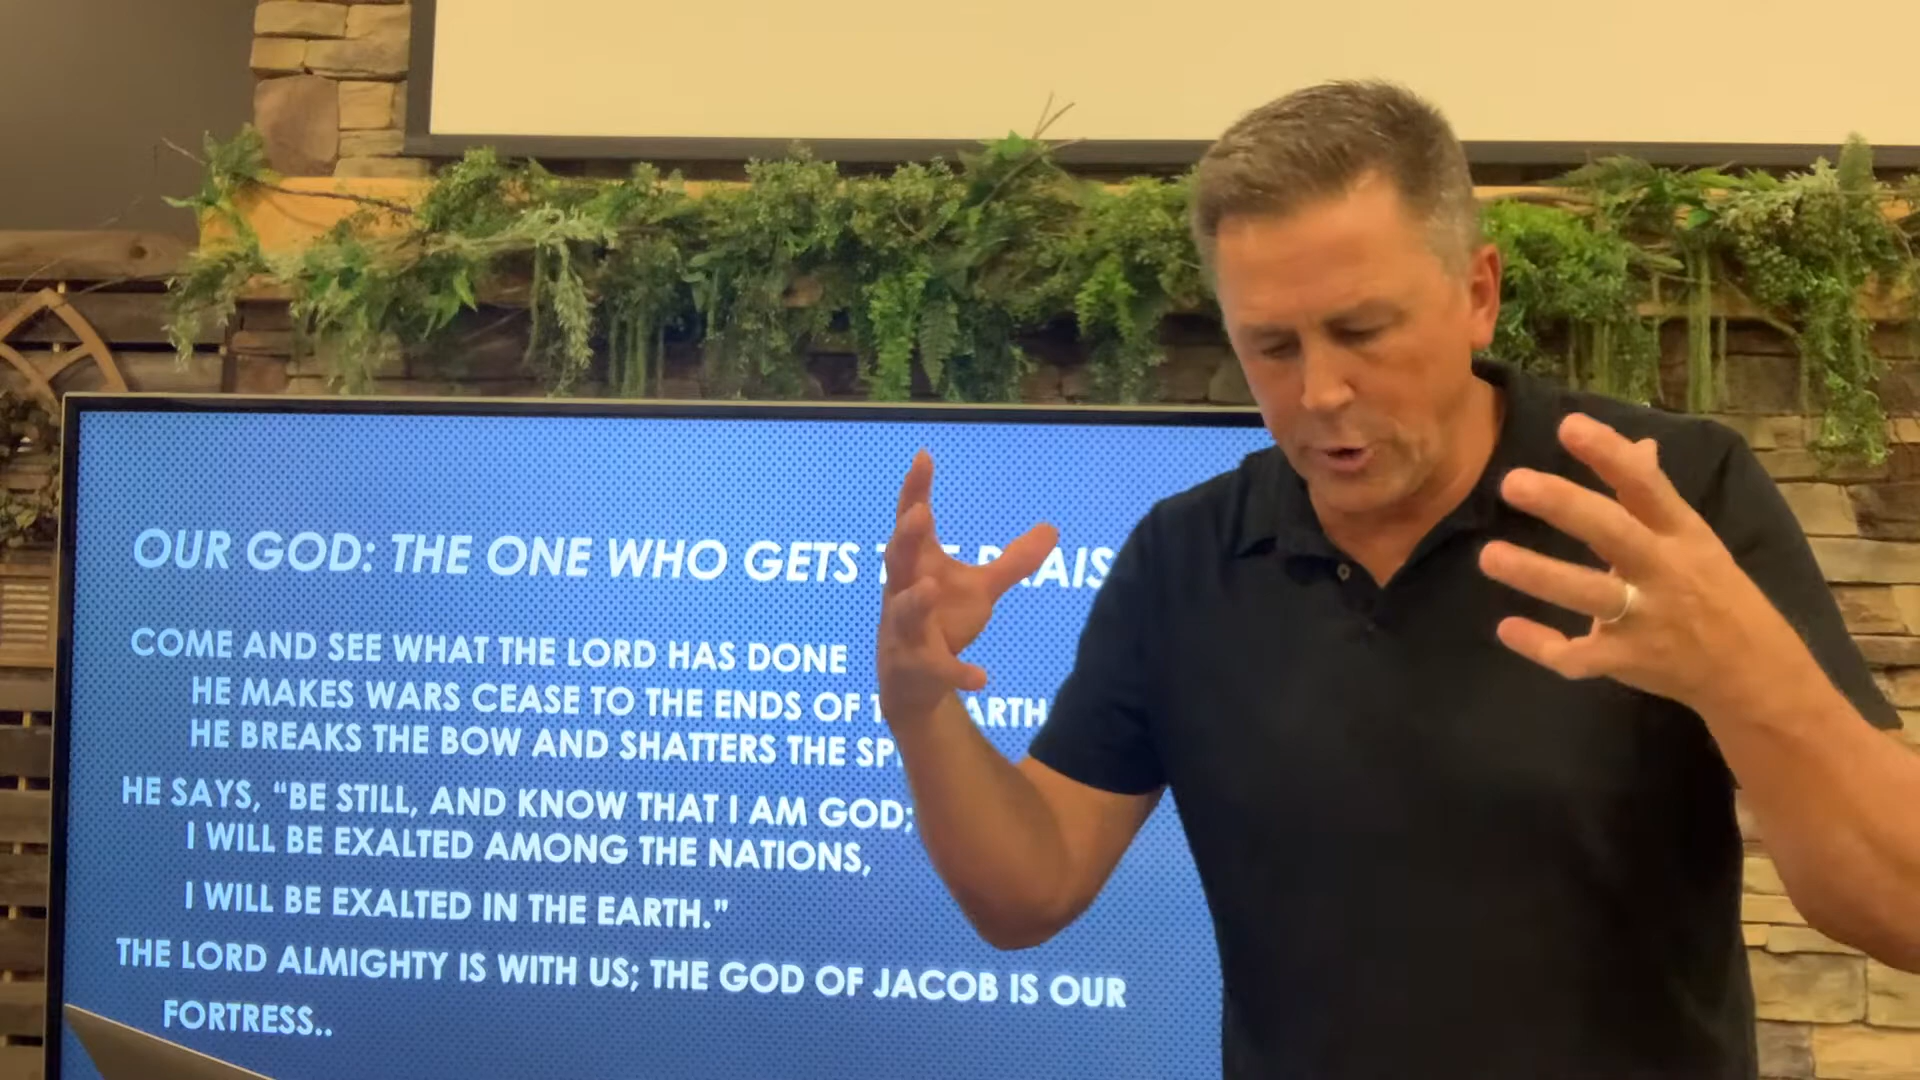 OUR GOD: THE ONE WHO GETS
COME AND SEE WHAT THE LORD HAS DONE
HE MAKES WARS CEASE TO THE ENDS OF
HE BREAKS THE BOW AND SHATTERS THE
HE SAYS, “BE STILL, AND KNOW THAT I AM GOD;
I WILL BE EXALTED AMONG THE NATIONS,
I WILL BE EXALTED IN THE EARTH."
THE LORD ALMIGHTY IS WITH US; THE GOD OF JACOB IS OUR
FORTRESS..